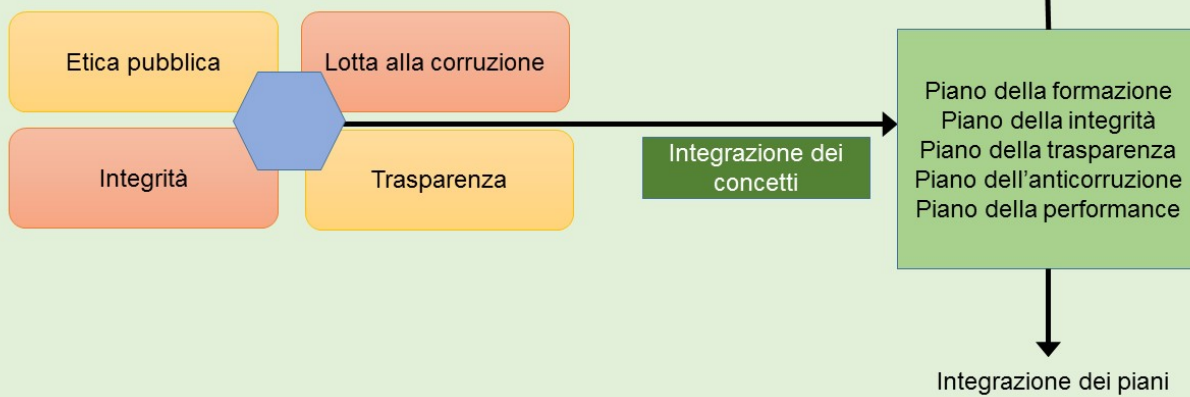 Etica pubblica
Lotta alla corruzione
Integrità
Trasparenza
Integrazione dei
concetti
Piano della formazione
Piano della integrità
Piano della trasparenza
Piano dell'anticorruzione
Piano della performance
Integrazione dei piani